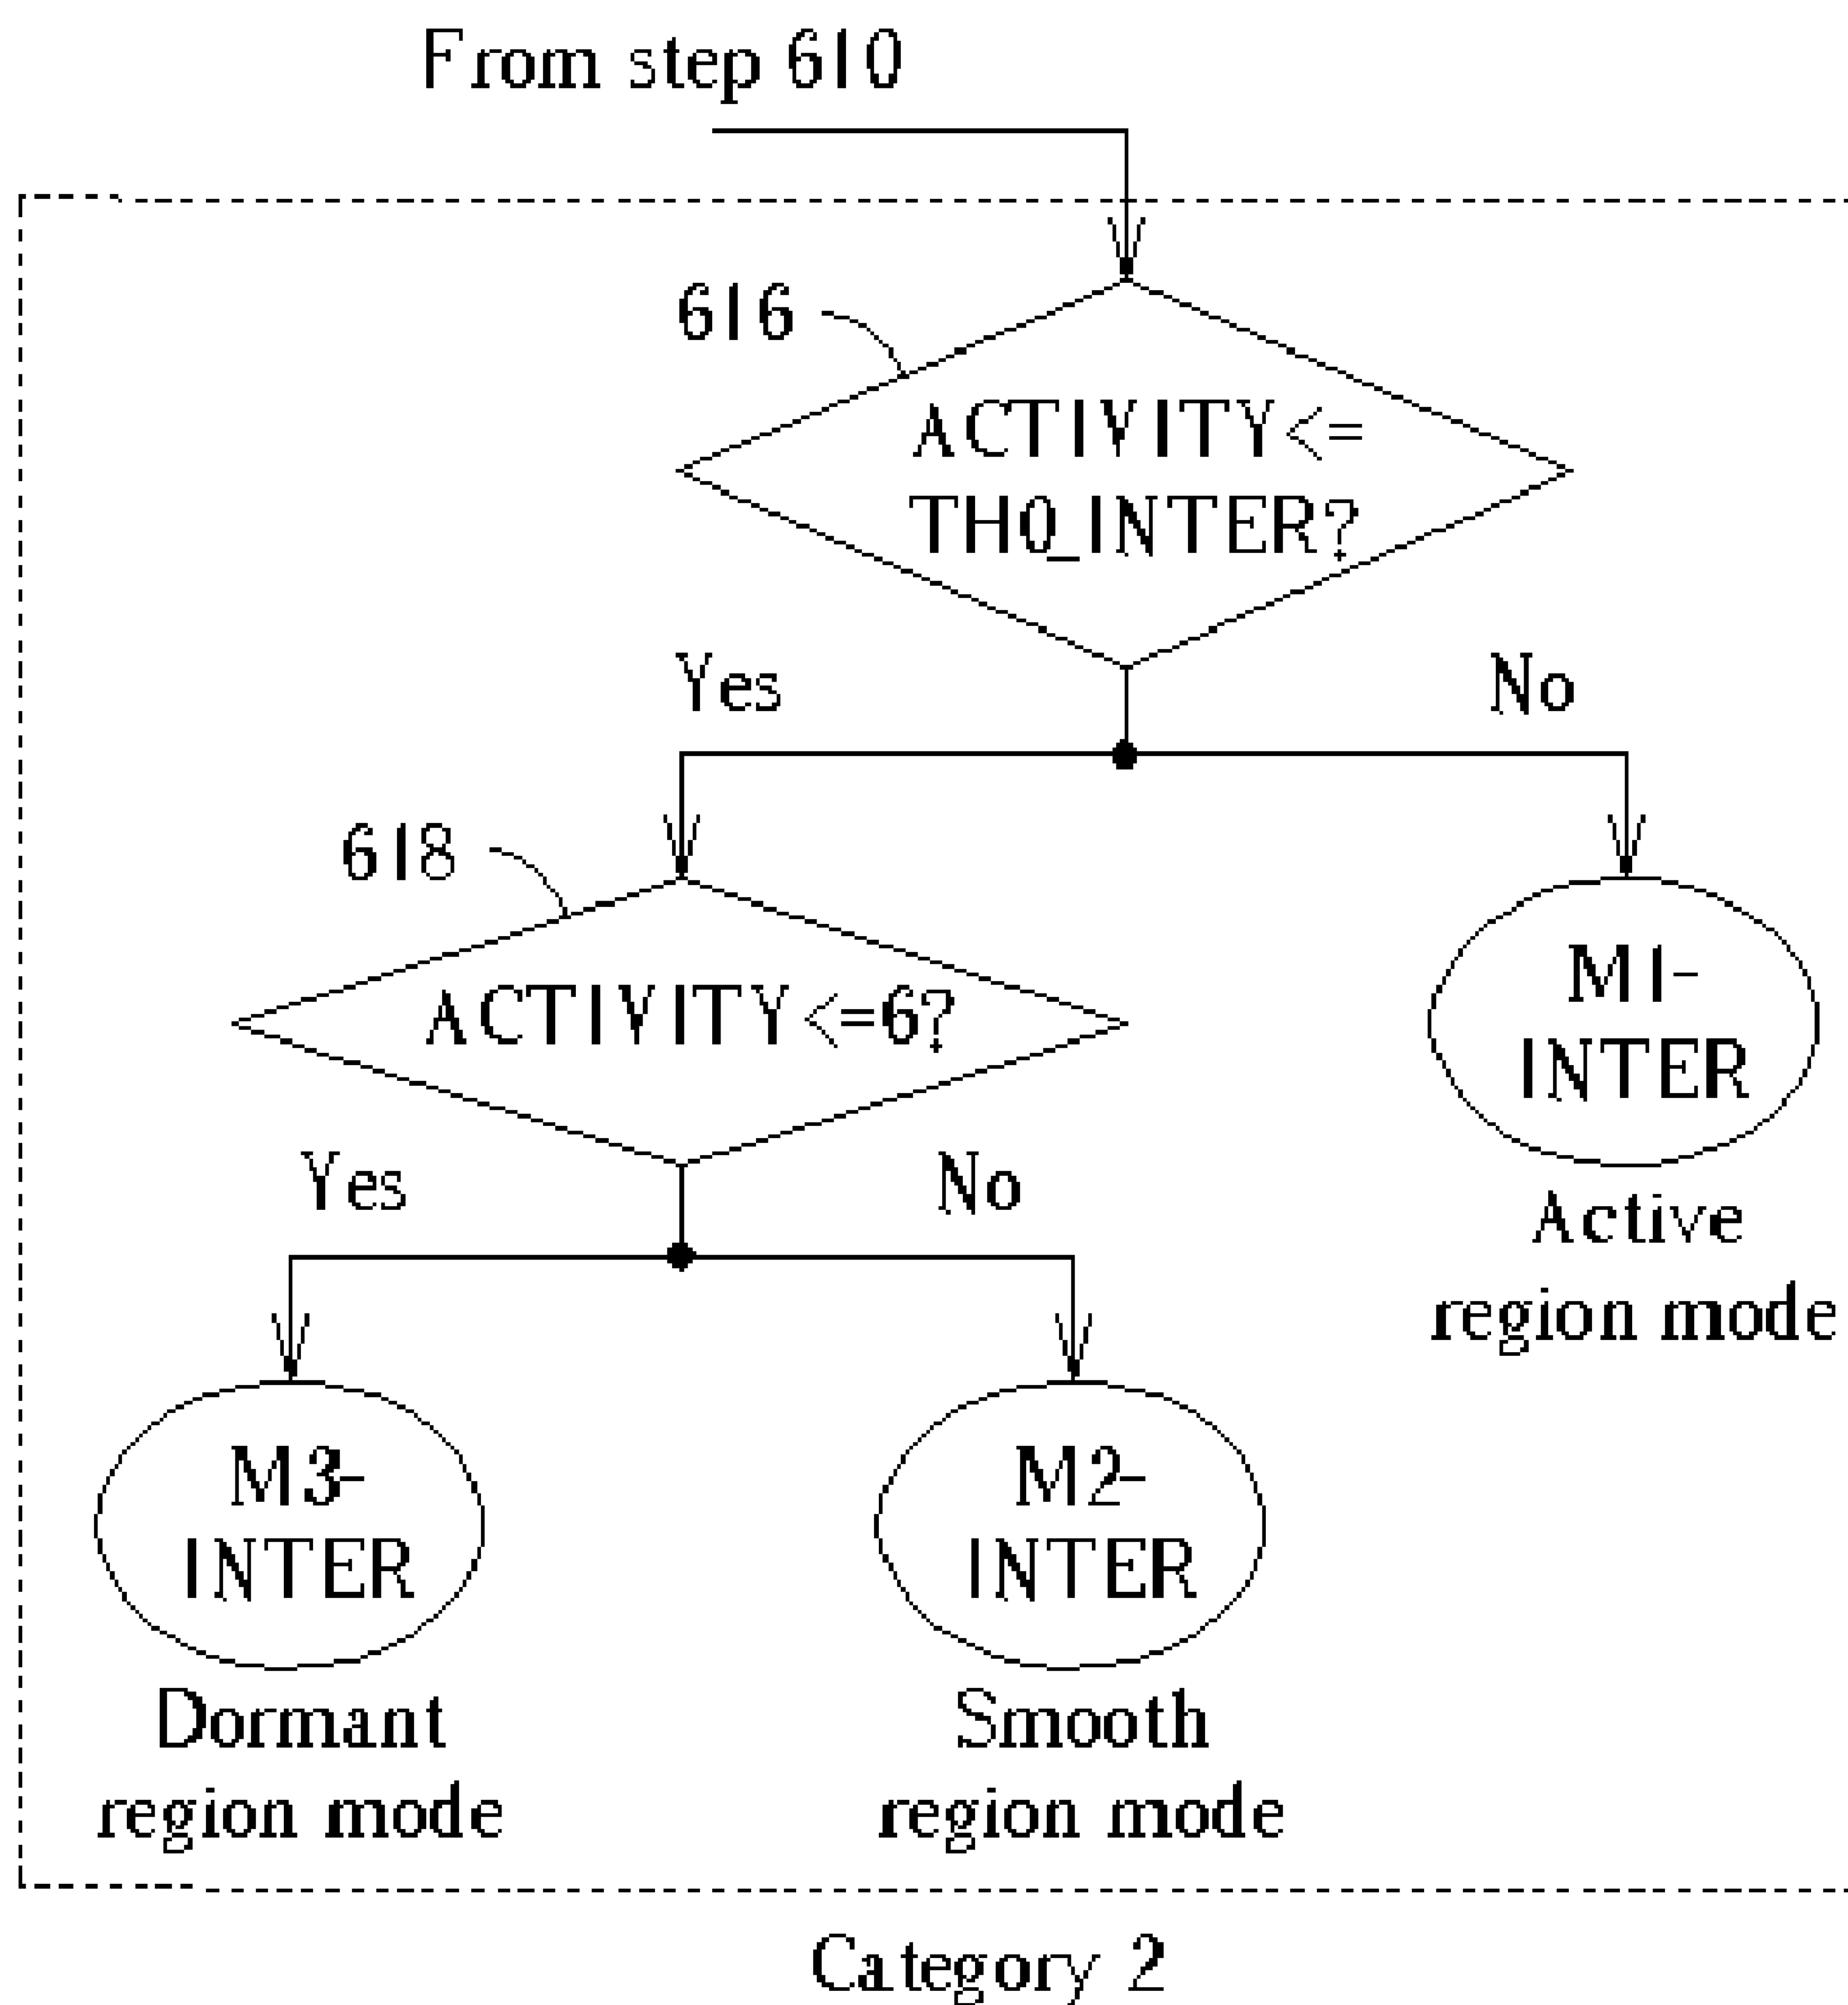 From step 610
616
ACTIVITY<=
TH0_INTER?
Yes
No
618
ACTIVITY<=6?
M1-
INTER
Yes
No
Active
region mode
M3-
INTER
M2-
INTER
Dormant
region mode
Smooth
region mode
Category 2